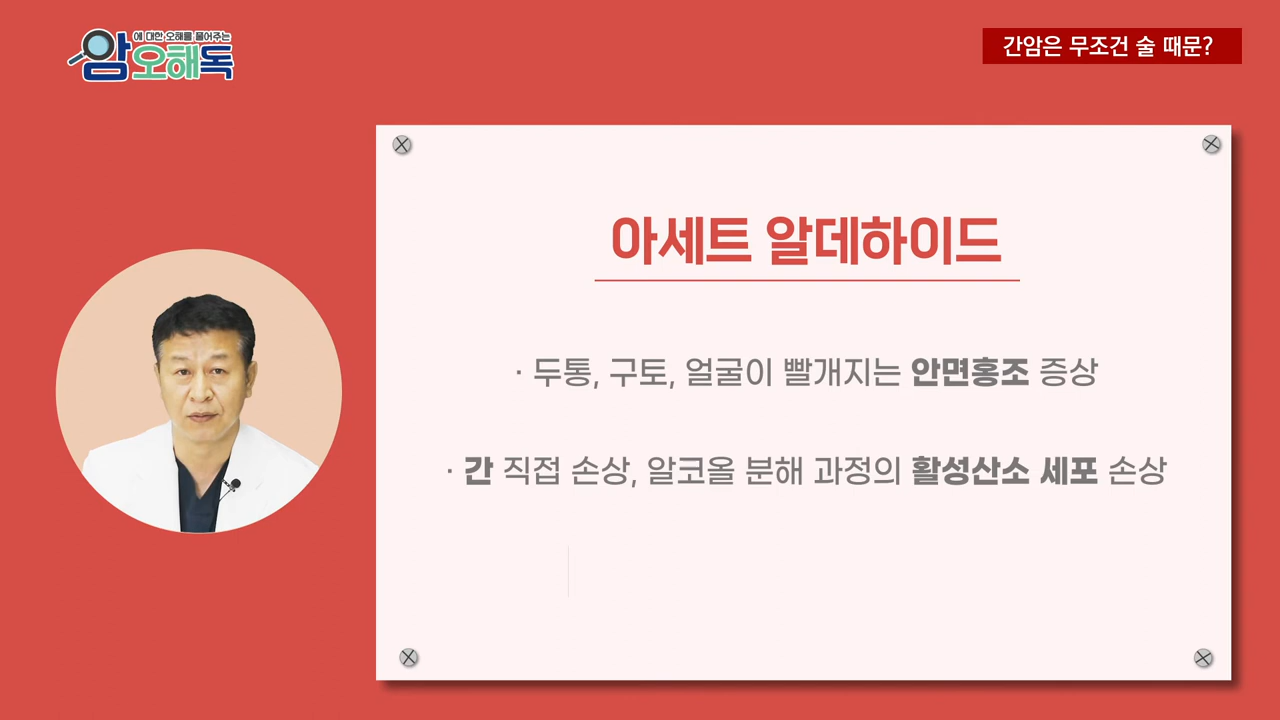 에 대한 오해를 풀어주는
암오해독
간암은 무조건 술 때문?
아세트 알데하이드
· 두통, 구토, 얼굴이 빨개지는 안면홍조 증상
· 간 직접 손상, 알코올 분해 과정의 활성산소 세포 손상